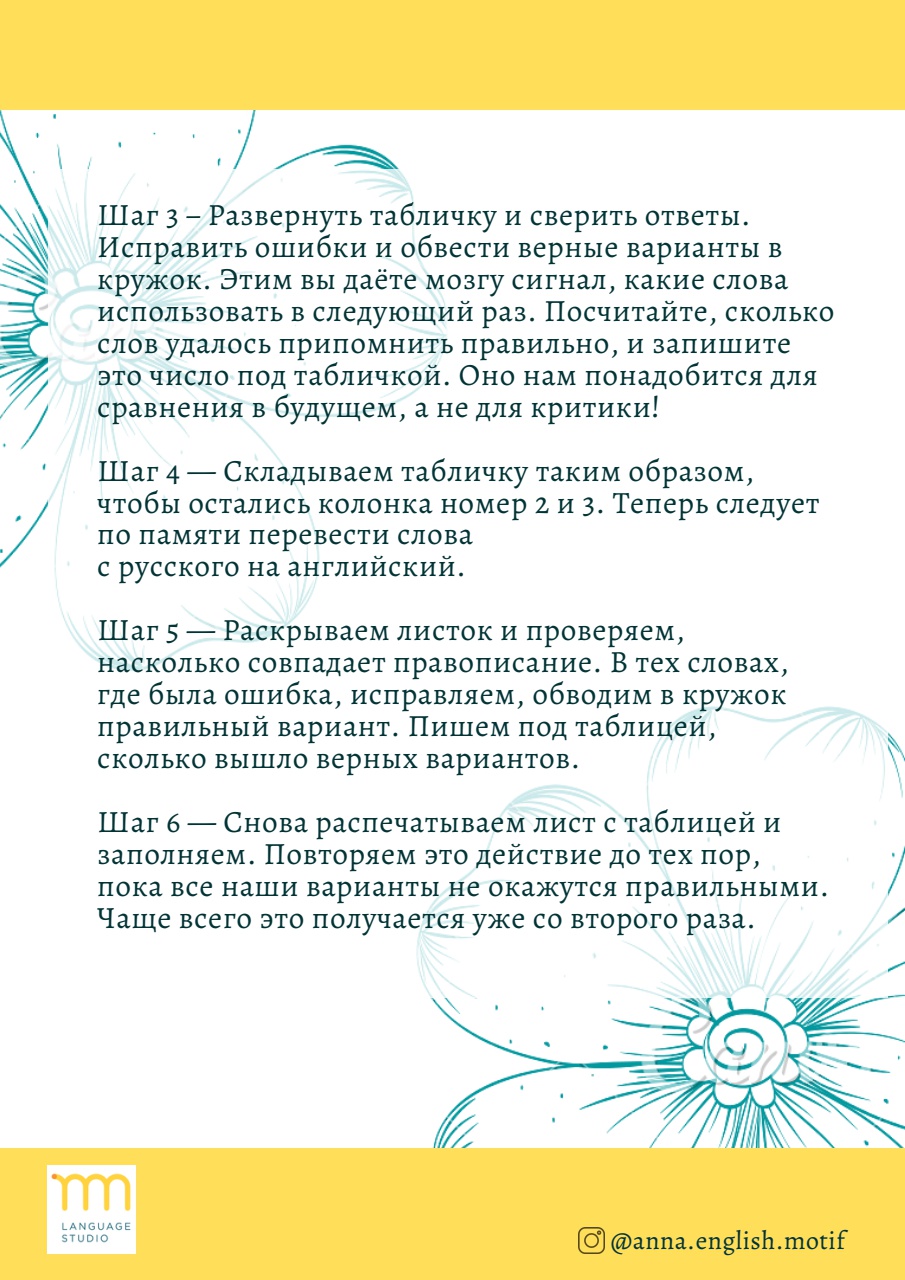 Шаг 3 – Развернуть табличку и сверить ответы.
Исправить ошибки и обвести верные варианты в
кружок. Этим вы даёте мозгу сигнал, какие слова
использовать в следующий раз. Посчитайте, сколько
слов удалось припомнить правильно, и запишите
это число под табличкой. Оно нам понадобится для
сравнения в будущем, а не для критики!
Шаг 4 — Складываем табличку таким образом,
чтобы остались колонка номер 2 и 3. Теперь следует
по памяти перевести слова
с русского на английский.
Шаг 5 — Раскрываем листок и проверяем,
насколько совпадает правописание. В тех словах,
где была ошибка, исправляем, обводим в кружок
правильный вариант. Пишем под таблицей,
сколько вышло верных вариантов.
Шаг 6 — Снова распечатываем лист с таблицей и
заполняем. Повторяем это действие до тех пор,
пока все наши варианты не окажутся правильными.
Чаще всего это получается уже со второго раза.
LANGUAGE
STUDIO
@anna.english.motif